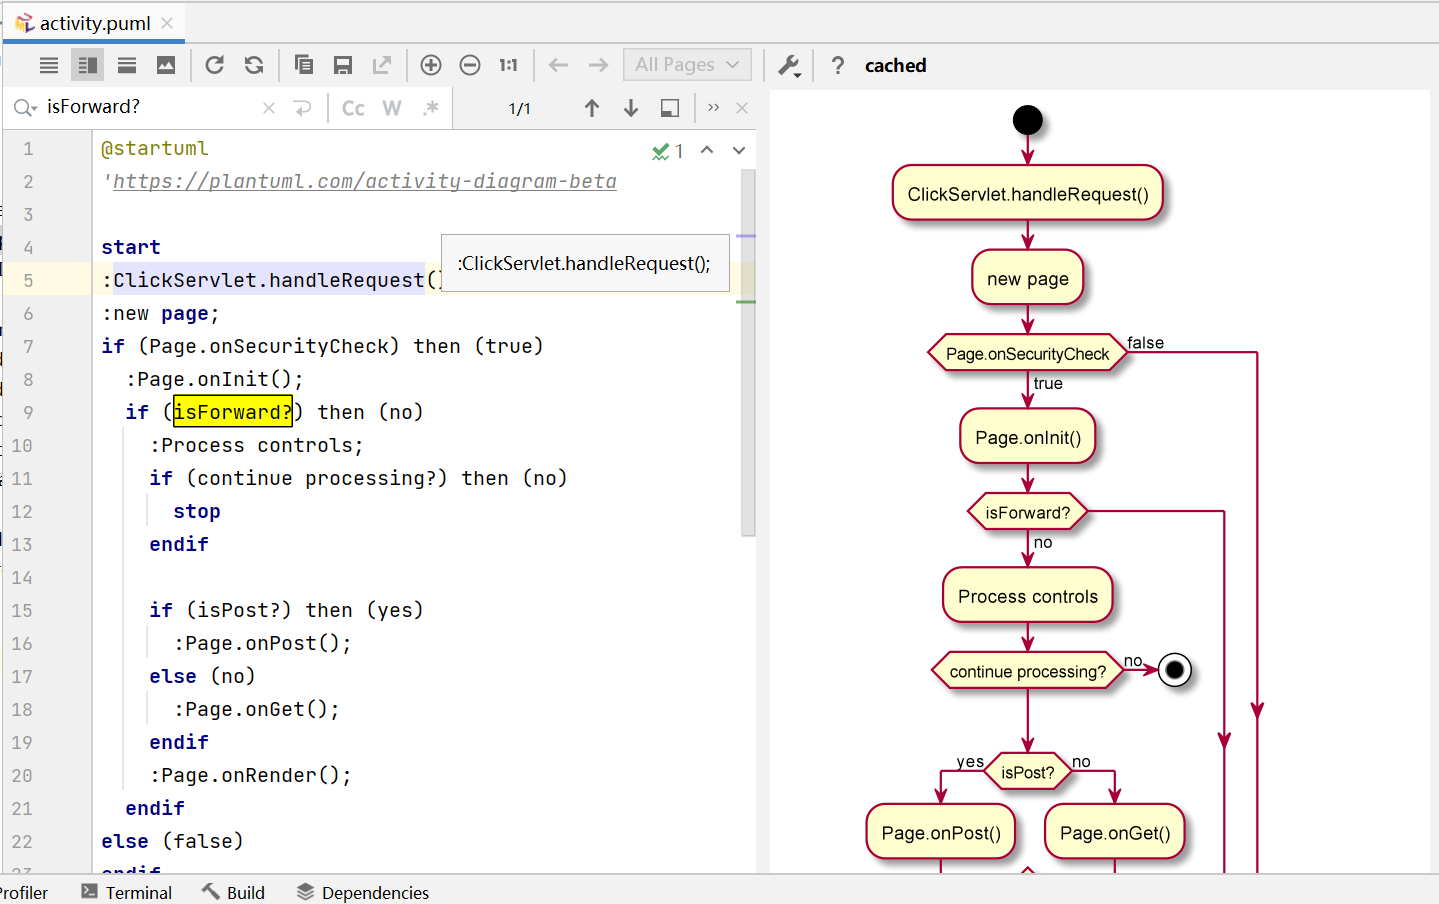 activity.puml
1:1
All Pages
? cached
isForward?
Cc W .*
1/1
1 @startuml
1
2 'https://plantuml.com/activity-diagram-beta
3
4 start
5 :ClickServlet.handleRequest()
:ClickServlet.handleRequest();
6 :new page;
7 if (Page.onSecurityCheck) then (true)
8 :Page.onInit();
9 if (isForward?) then (no)
10 :Process controls;
11 if (continue processing?) then (no)
12 stop
13 endif
14
15 if (isPost?) then (yes)
16 :Page.onPost();
17 else (no)
18 :Page.onGet();
19 endif
20 :Page.onRender();
21 endif
22 else (false)
23 endif
ClickServlet.handleRequest()
new page
Page.onSecurityCheck
false
true
Page.onInit()
isForward?
no
Process controls
continue processing?
no
yes
isPost?
no
Page.onPost()
Page.onGet()
Profiler
Terminal
Build
Dependencies